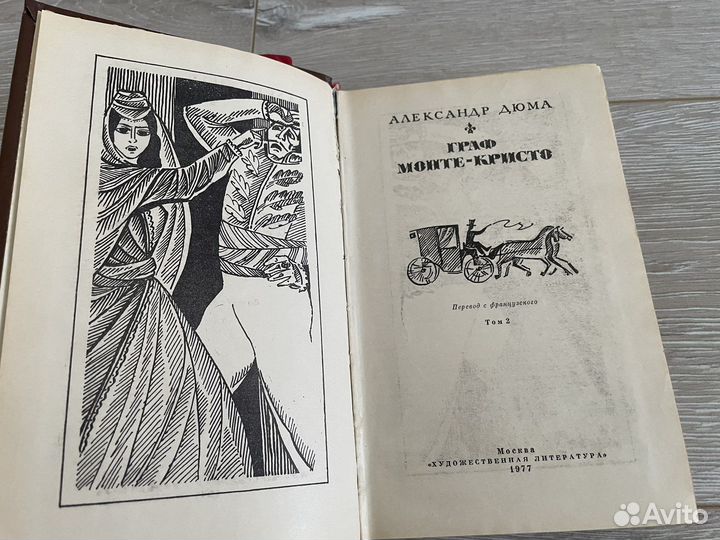 АЛЕКСАНДР ДЮМА
ГРАФ
МОНТЕ-КРИСТО
Перевод с французского
Том 2
Москва
«ХУДОЖЕСТВЕННАЯ ЛИТЕРАТУРА»
1977
Avito